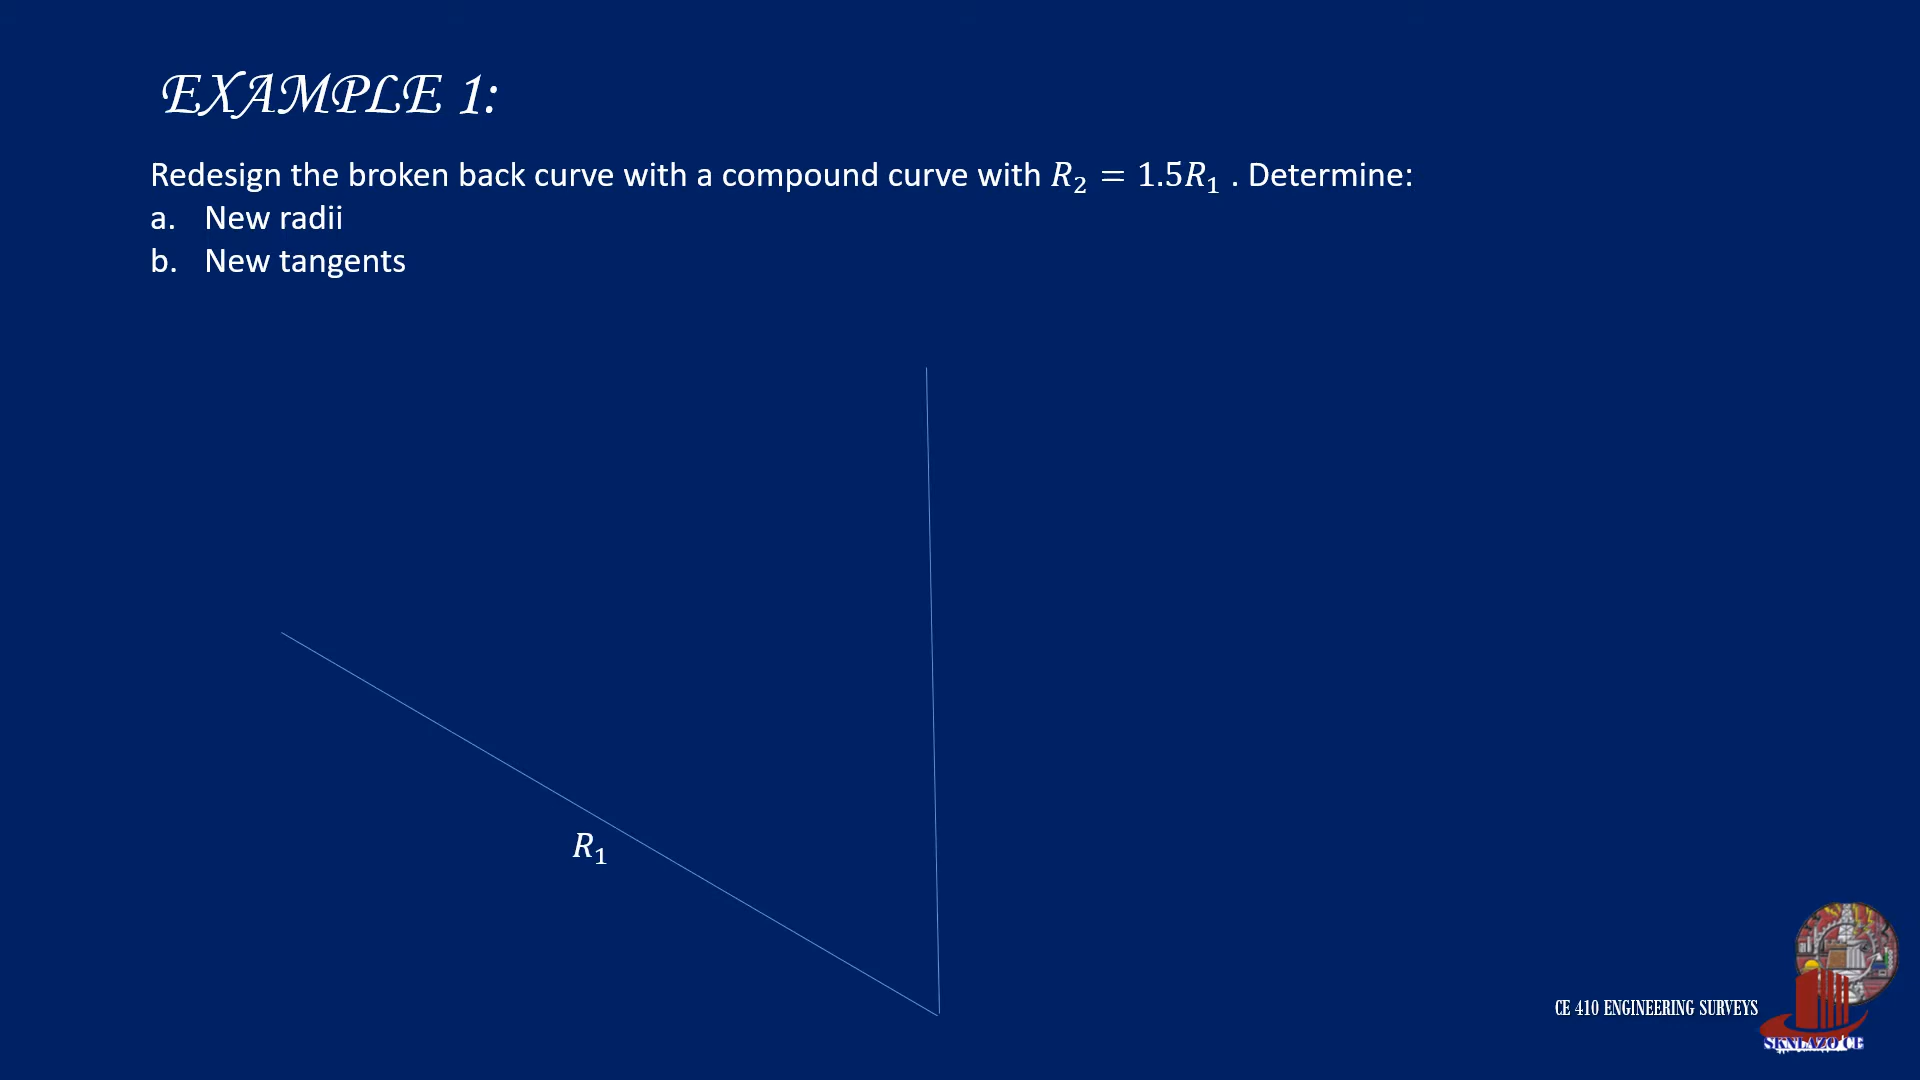 EXAMPLE 1:
Redesign the broken back curve with a compound curve with R₂ = 1.5R₁ . Determine:
a. New radii
b. New tangents
R₁
CE 410 ENGINEERING SURVEYS